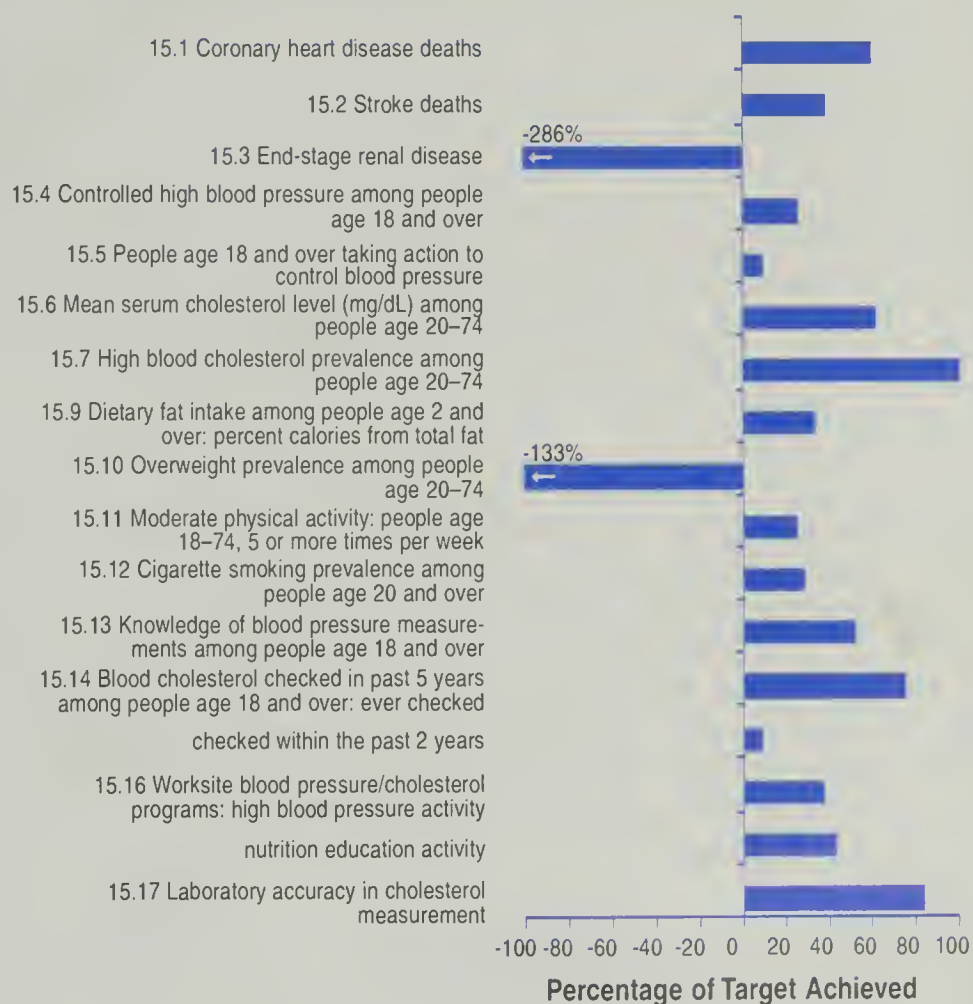 15.1 Coronary heart disease deaths
15.2 Stroke deaths
-286%
15.3 End-stage renal disease
15.4 Controlled high blood pressure among people
age 18 and over
15.5 People age 18 and over taking action to
control blood pressure
15.6 Mean serum cholesterol level (mg/dL) among
people age 20–74
15.7 High blood cholesterol prevalence among
people age 20–74
15.9 Dietary fat intake among people age 2 and
over: percent calories from total fat
-133%
15.10 Overweight prevalence among people
age 20–74
15.11 Moderate physical activity: people age
18–74, 5 or more times per week
15.12 Cigarette smoking prevalence among
people age 20 and over
15.13 Knowledge of blood pressure measure-
ments among people age 18 and over
15.14 Blood cholesterol checked in past 5 years
among people age 18 and over: ever checked
checked within the past 2 years
15.16 Worksite blood pressure/cholesterol
programs: high blood pressure activity
nutrition education activity
15.17 Laboratory accuracy in cholesterol
measurement
-100 -80 -60 -40 -20 0 20 40 60 80 100
Percentage of Target Achieved